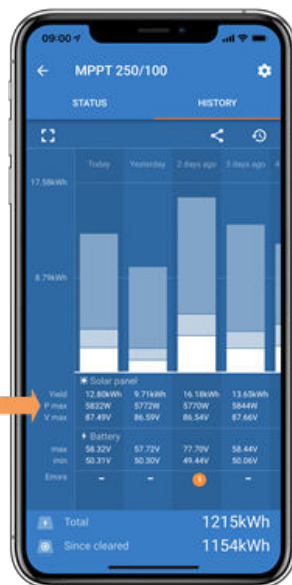 09:00
MPPT 250/100
STATUS HISTORY
Today Yesterday 2 days ago 3 days ago 4
17.58kWh
8.79kWh
Solar panel
Yield 12.80kWh 9.71kWh 16.18kWh 13.65kWh
P max 5832W 5772W 5770W 5844W
V max 87.49V 86.59V 86.54V 87.66V
Battery
max 58.32V 57.72V 77.70V 58.44V
min 50.31V 50.30V 49.44V 50.06V
Errors - - 1 -
Total 1215kWh
Since cleared 1154kWh